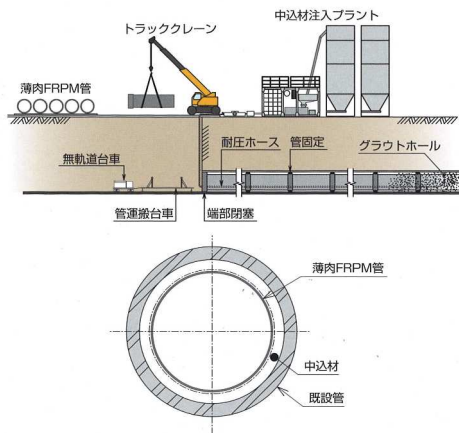 トラッククレーン
中込材注入プラント
薄肉FRPM管
無軌道台車
耐圧ホース
管固定
グラウトホール
管運搬台車
端部閉塞
薄肉FRPM管
中込材
既設管